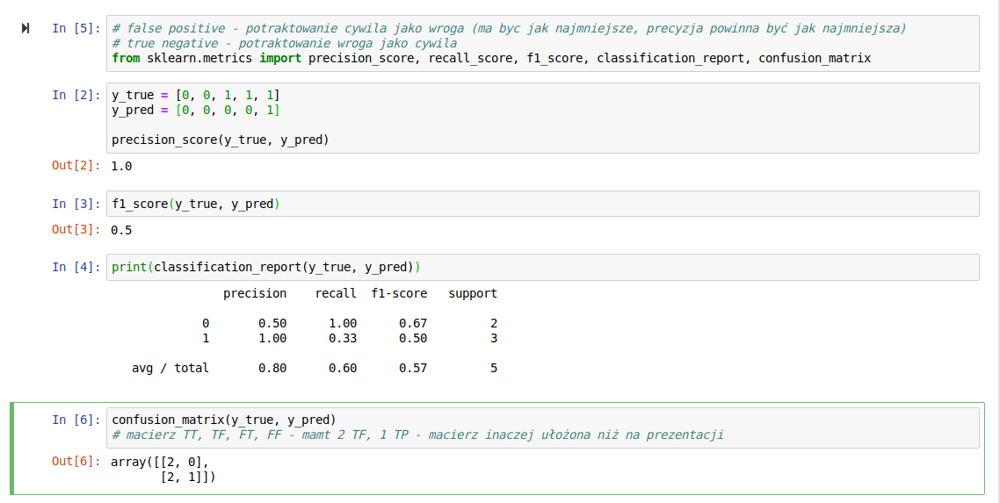 In [5]: # false positive - potraktowanie cywila jako wroga (ma byc jak najmniejsze, precyzja powinna być jak najmniejsza)
# true negative - potraktowanie wroga jako cywila
from sklearn.metrics import precision_score, recall_score, f1_score, classification_report, confusion_matrix
In [2]: y_true = [0, 0, 1, 1, 1]
y_pred = [0, 0, 0, 0, 1]
precision_score(y_true, y_pred)
Out[2]: 1.0
In [3]: f1_score(y_true, y_pred)
Out[3]: 0.5
In [4]: print(classification_report(y_true, y_pred))
precision recall f1-score support
0 0.50 1.00 0.67 2
1 1.00 0.33 0.50 3
avg / total 0.80 0.60 0.57 5
In [6]: confusion_matrix(y_true, y_pred)
# macierz TT, TF, FT, FF - mamt 2 TF, 1 TP - macierz inaczej ułożona niż na prezentacji
Out[6]: array([[2, 0],
[2, 1]])